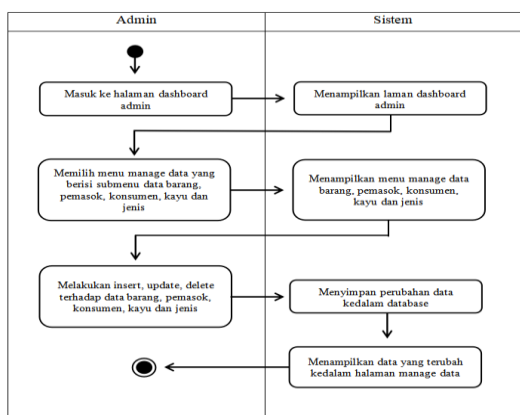 Admin
Sistem
Masuk ke halaman dashboard
admin
Menampilkan laman dashboard
admin
Memilih menu manage data yang
berisi submenu data barang,
pemasok, konsumen, kayu dan
jenis
Menampilkan menu manage data
barang, pemasok, konsumen,
kayu dan jenis
Melakukan insert, update, delete
terhadap data barang, pemasok,
konsumen, kayu dan jenis
Menyimpan perubahan data
kedalam database
Menampilkan data yang terubah
kedalam halaman manage data